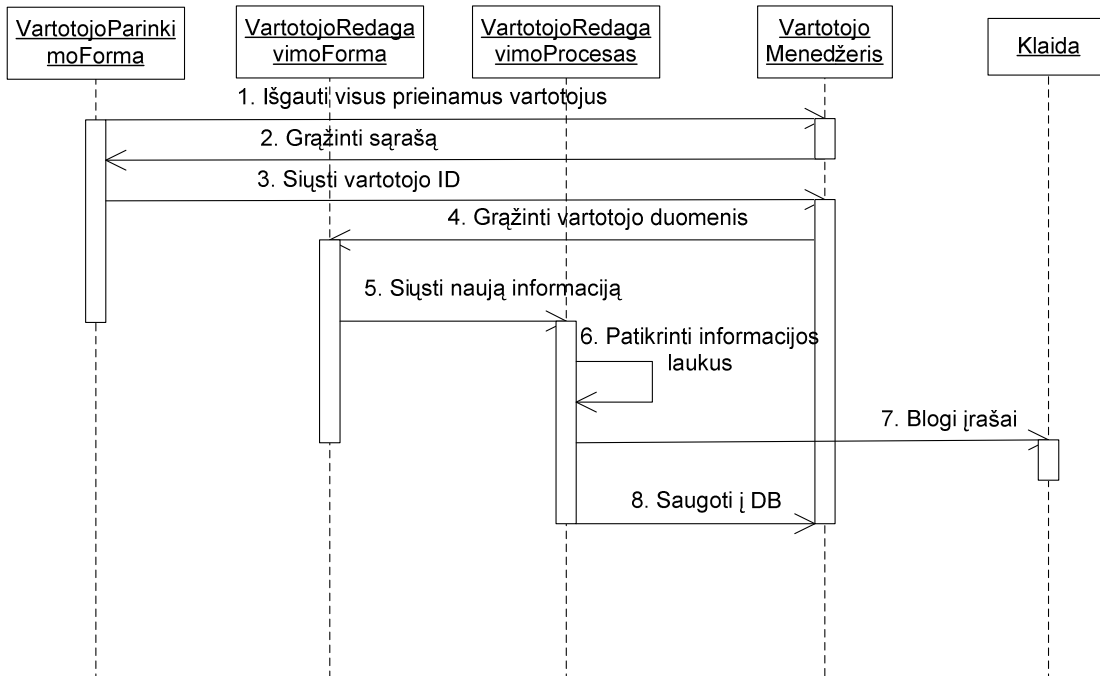 VartotojoParinki
moForma
VartotojoRedaga
vimoForma
VartotojoRedaga
vimoProcesas
Vartotojo
Menedžeris
Klaida
1. Išgauti visus prieinamus vartotojus
2. Grąžinti sąrašą
3. Siųsti vartotojo ID
4. Grąžinti vartotojo duomenis
5. Siųsti naują informaciją
6. Patikrinti informacijos
laukus
7. Blogi įrašai
8. Saugoti į DB